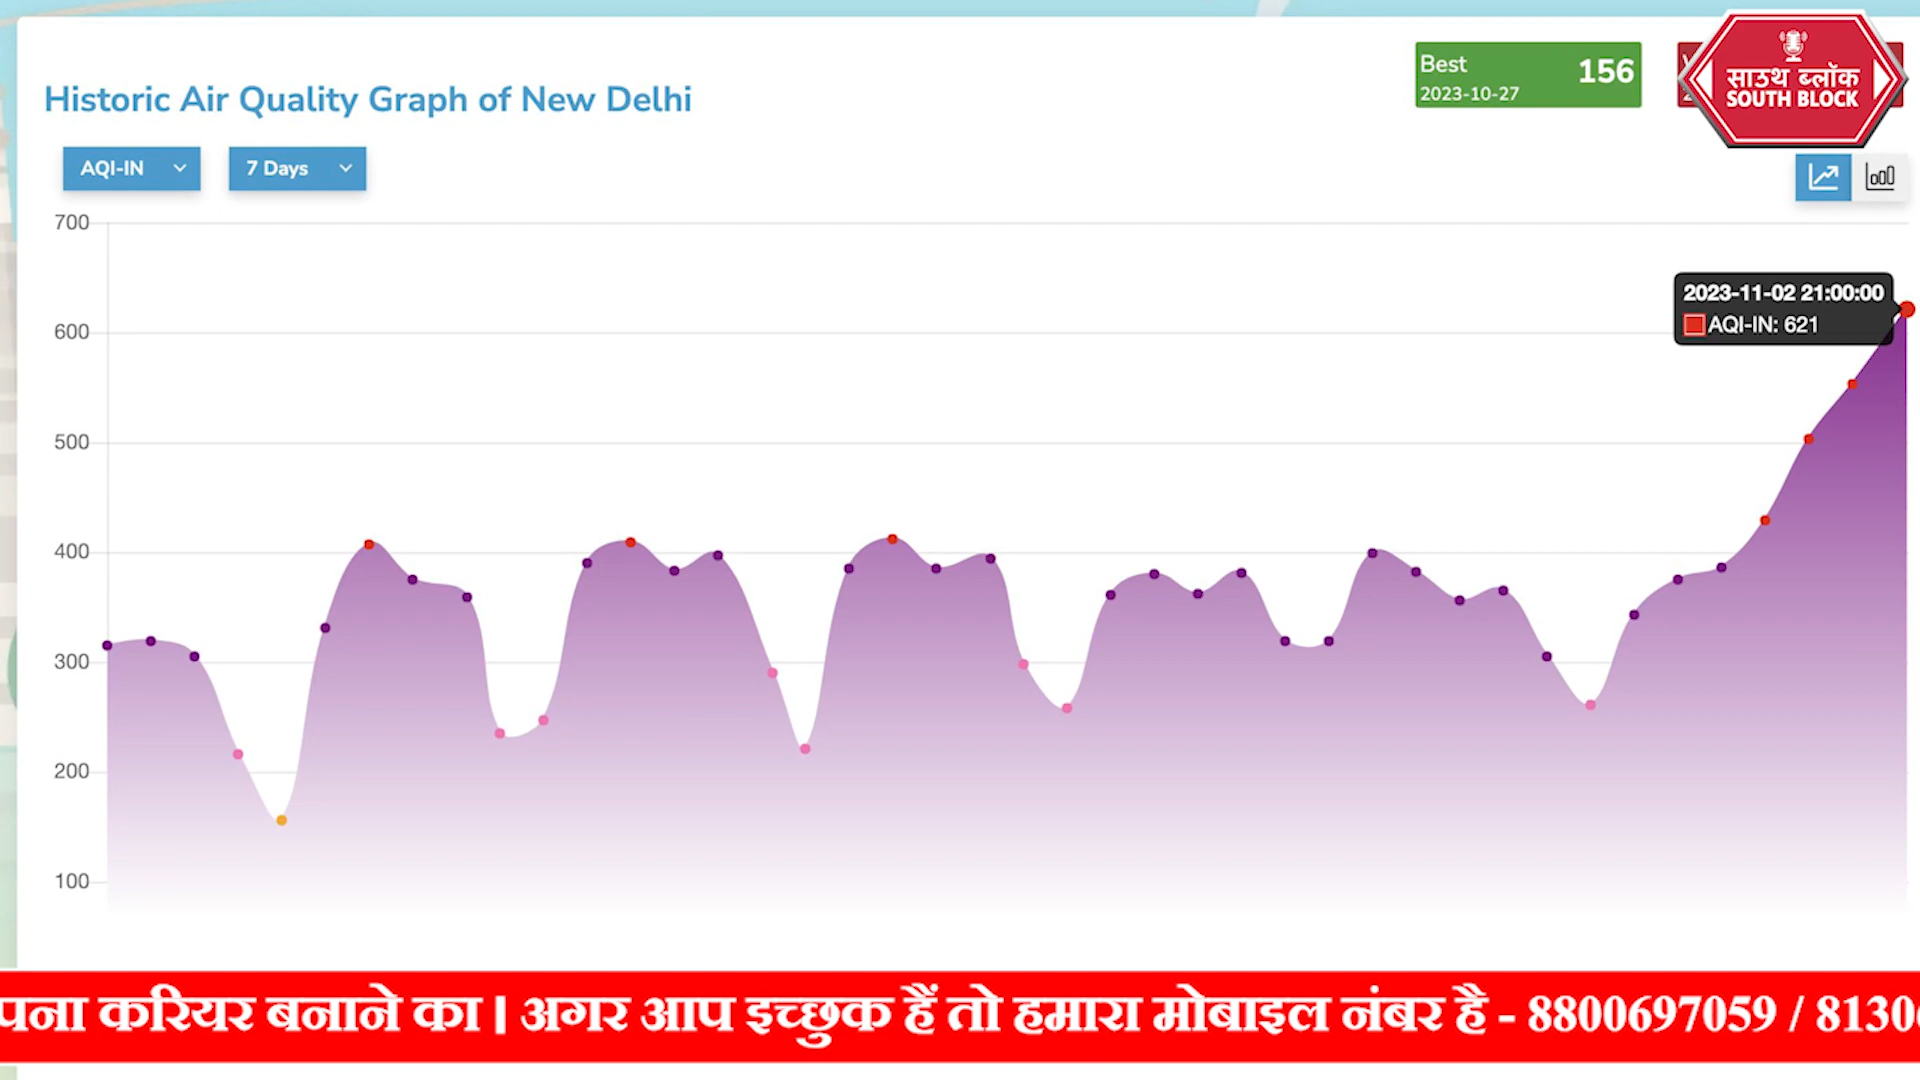 Best
156
2023-10-27
साउथ ब्लॉक
SOUTH BLOCK
Historic Air Quality Graph of New Delhi
AQI-IN
7 Days
700
2023-11-02 21:00:00
AQI-IN: 621
600
500
400
300
200
100
पना करियर बनाने का | अगर आप इच्छुक हैं तो हमारा मोबाइल नंबर है - 8800697059 / 8130